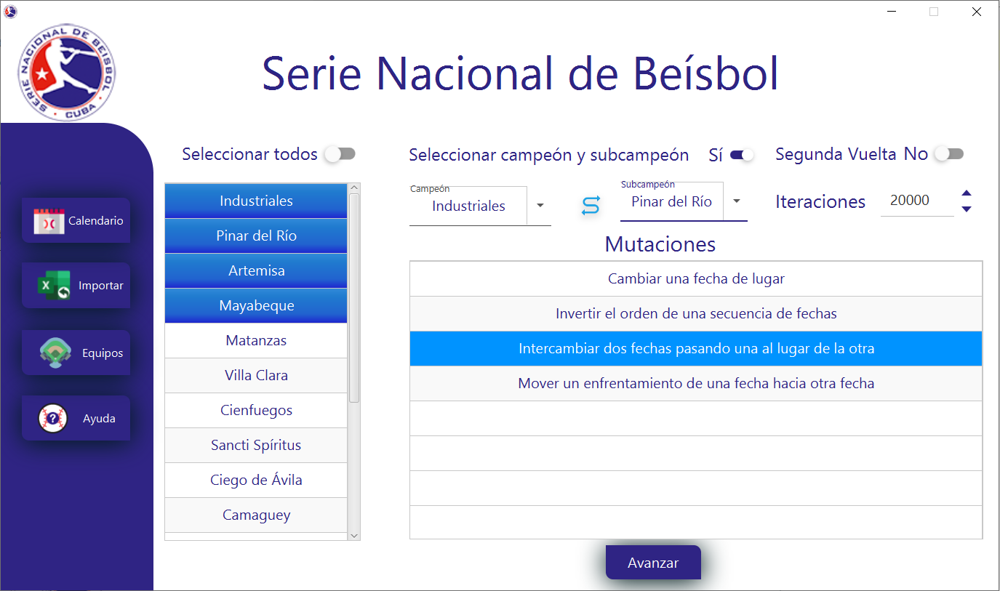 SERIE NACIONAL DE BEISBOL · CUBA ·
Serie Nacional de Beísbol
Calendario
Importar
Equipos
Ayuda
Seleccionar todos
Industriales
Pinar del Río
Artemisa
Mayabeque
Matanzas
Villa Clara
Cienfuegos
Sancti Spíritus
Ciego de Ávila
Camaguey
Seleccionar campeón y subcampeón Sí
Segunda Vuelta No
Campeón
Industriales
Subcampeón
Pinar del Río
Iteraciones 20000
Mutaciones
Cambiar una fecha de lugar
Invertir el orden de una secuencia de fechas
Intercambiar dos fechas pasando una al lugar de la otra
Mover un enfrentamiento de una fecha hacia otra fecha
Avanzar